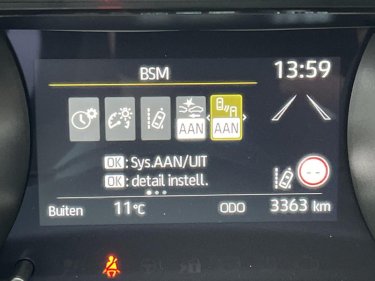 BSM
13:59
AAN AAN
OK: Sys.AAN/UIT
OK: detail instell.
Buiten 11°C ODO 3363 km